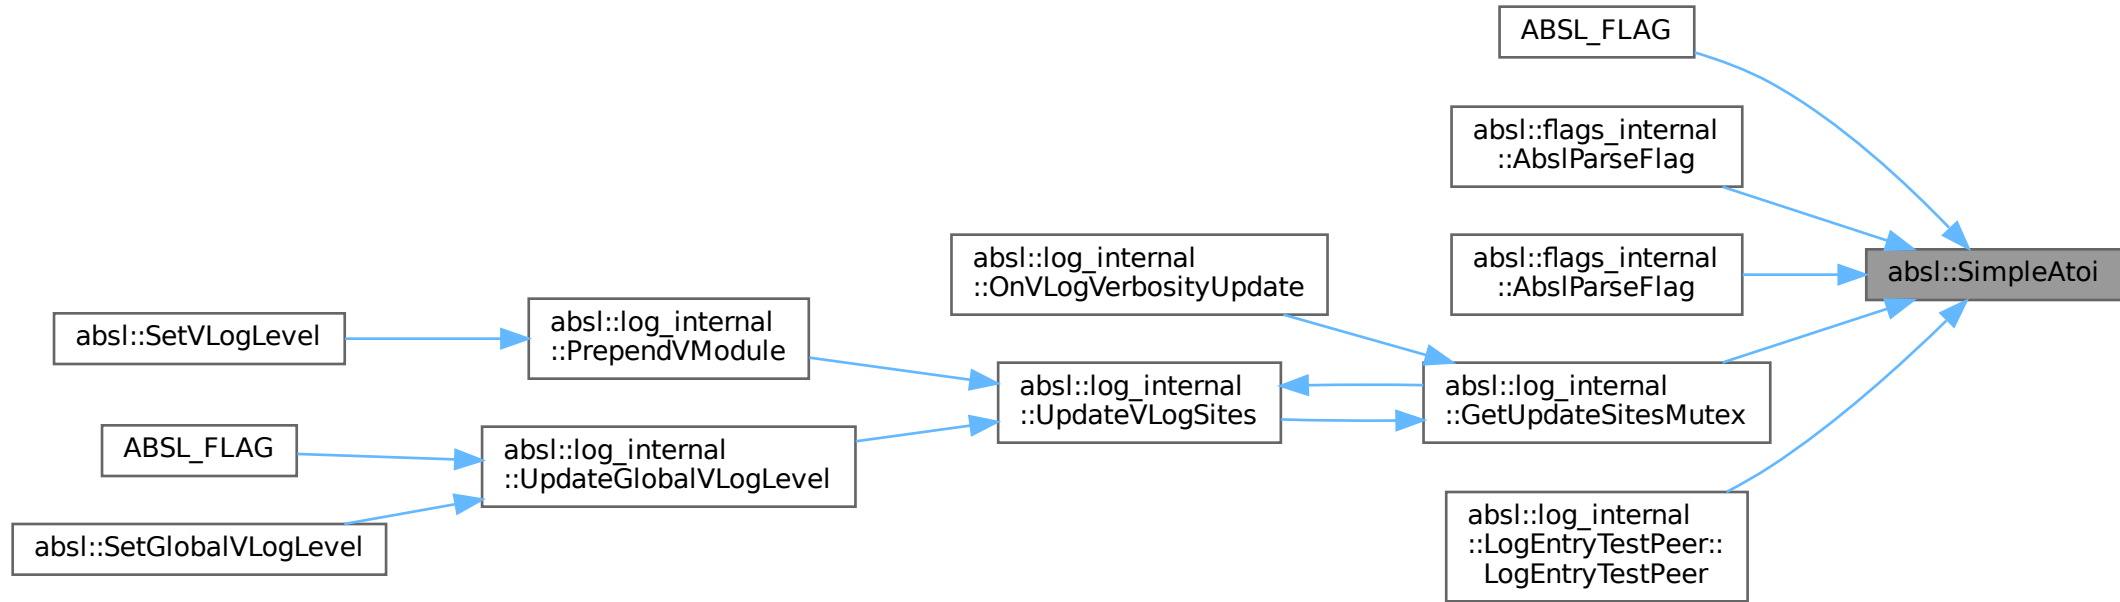 ABSL_FLAG
absl::flags_internal
::AbslParseFlag
absl::flags_internal
::AbslParseFlag
absl::SimpleAtoi
absl::log_internal
::OnVLogVerbosityUpdate
absl::log_internal
::PrependVModule
absl::SetVLogLevel
absl::log_internal
::UpdateVLogSites
absl::log_internal
::GetUpdateSitesMutex
ABSL_FLAG
absl::log_internal
::UpdateGlobalVLogLevel
absl::SetGlobalVLogLevel
absl::log_internal
::LogEntryTestPeer::
LogEntryTestPeer